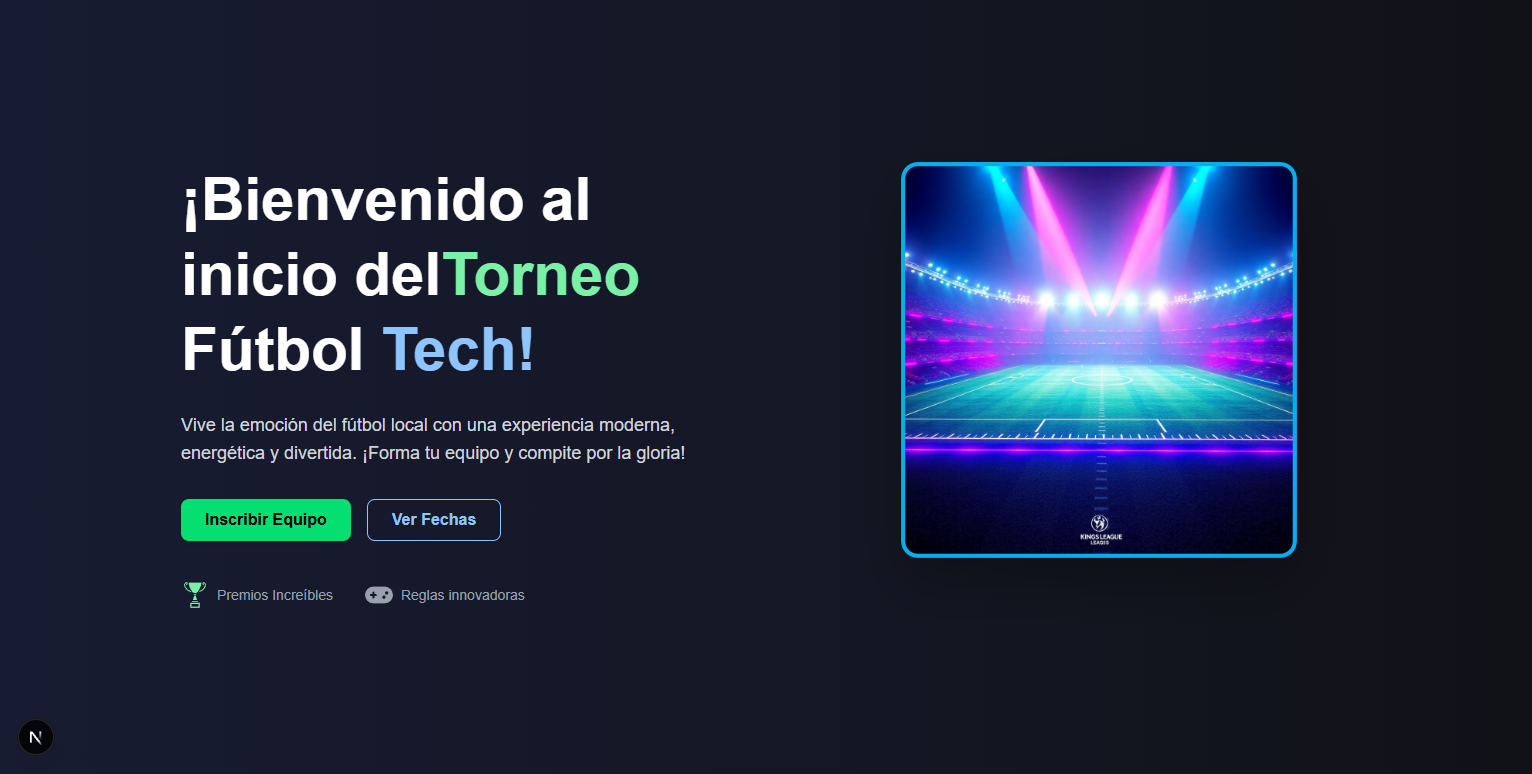 ¡Bienvenido al
inicio delTorneo
Fútbol Tech!
Vive la emoción del fútbol local con una experiencia moderna,
energética y divertida. ¡Forma tu equipo y compite por la gloria!
Inscribir Equipo
Ver Fechas
Premios Increíbles
Reglas innovadoras
KINGS LEAGUE
N